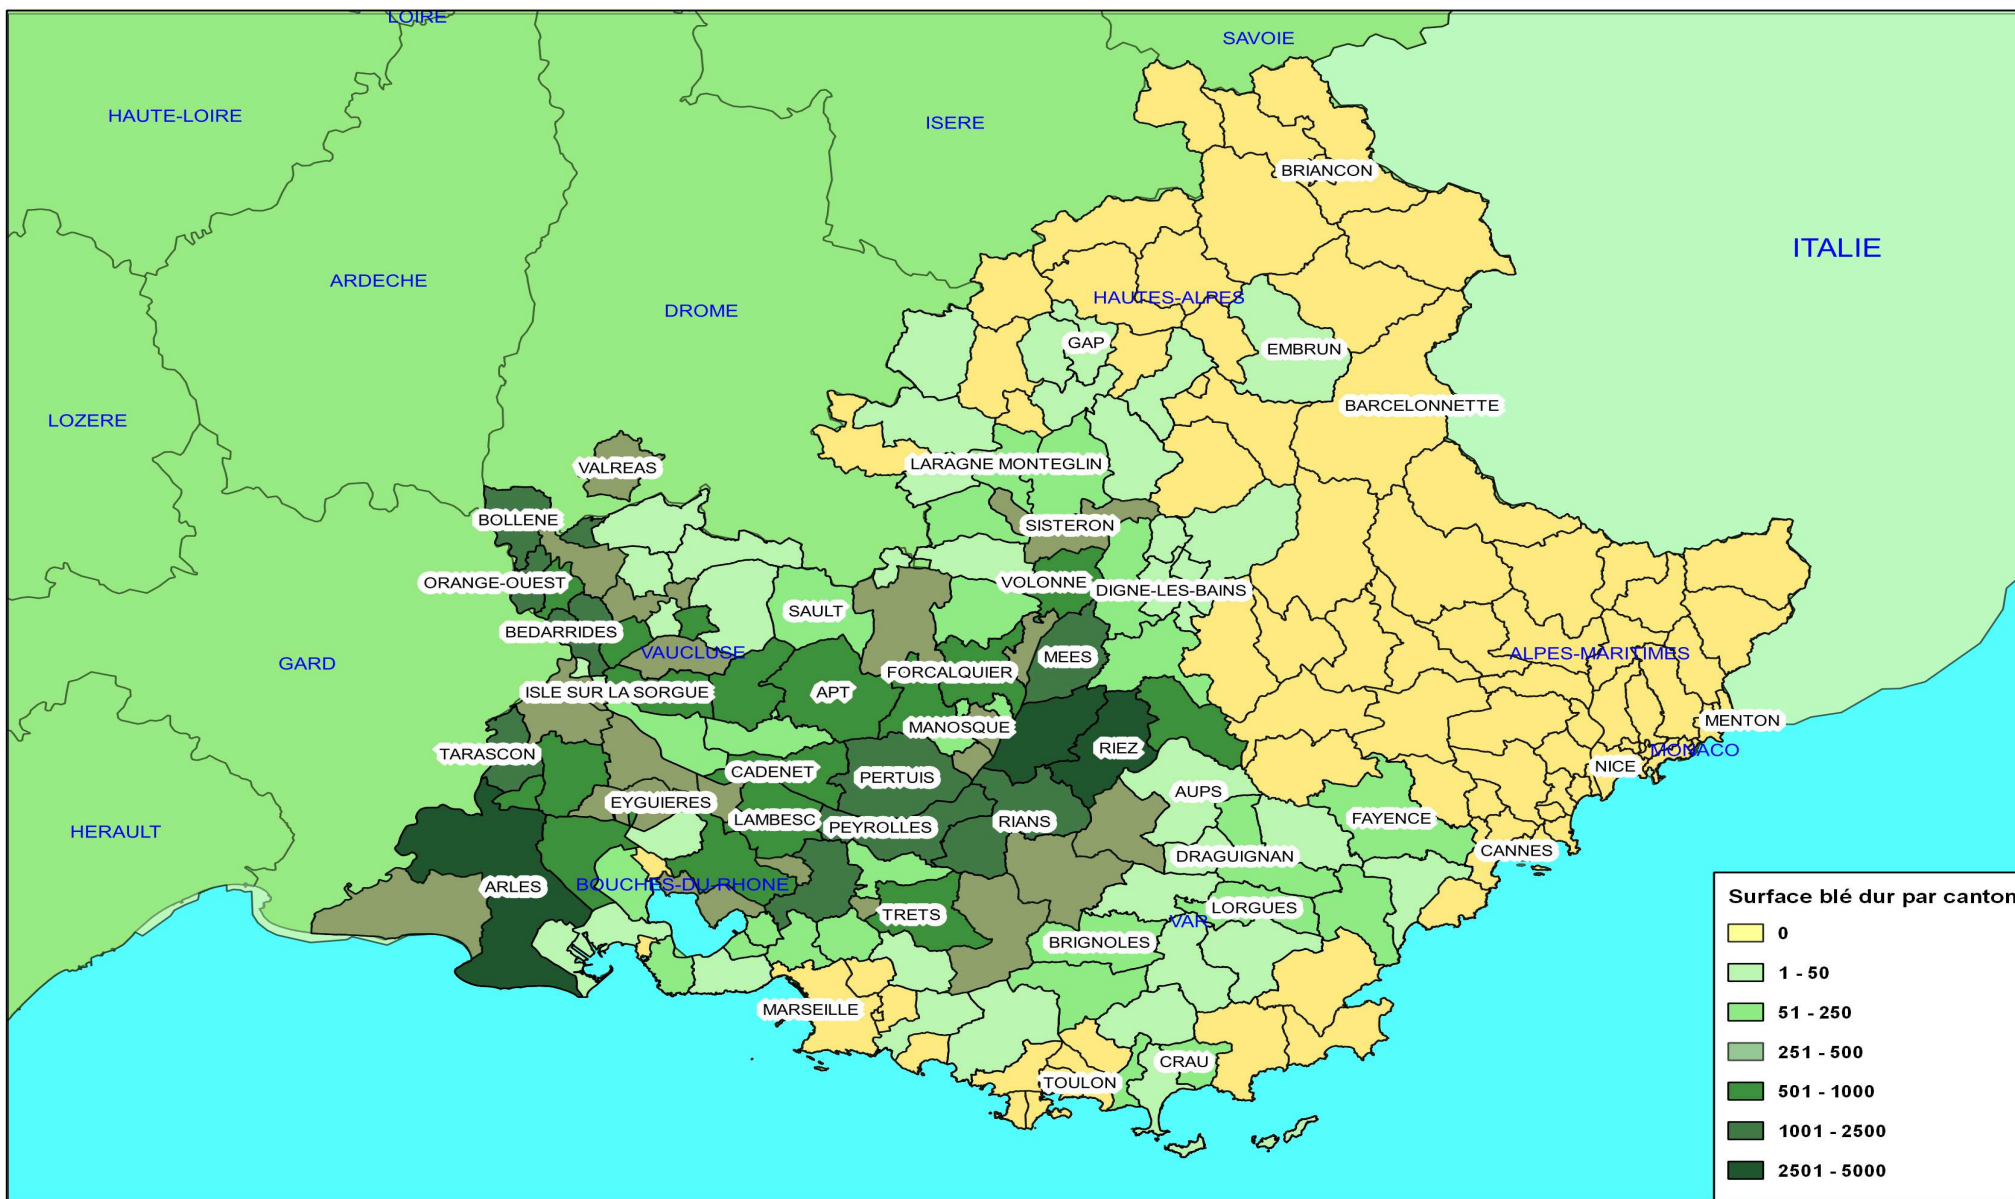 LOIRE
SAVOIE
HAUTE-LOIRE
ISERE
BRIANCON
ITALIE
ARDECHE
DROME
HAUTES-ALPES
GAP
EMBRUN
BARCELONNETTE
LOZERE
VALREAS
LARAGNE MONTEGLIN
BOLLENE
SISTERON
ORANGE-OUEST
VOLONNE
DIGNE-LES-BAINS
SAULT
BEDARRIDES
VAUCLUSE
GARD
MEES
ALPES-MARITIMES
FORCALQUIER
ISLE SUR LA SORGUE
APT
MENTON
MANOSQUE
TARASCON
RIEZ
MONACO
NICE
CADENET
PERTUIS
AUPS
EYGUIERES
LAMBESC
PEYROLLES
RIANS
FAYENCE
HERAULT
CANNES
DRAGUIGNAN
ARLES
BOUCHES-DU-RHONE
TRETS
LORGUES
VAR
BRIGNOLES
MARSEILLE
CRAU
TOULON
Surface blé dur par canton
0
1 - 50
51 - 250
251 - 500
501 - 1000
1001 - 2500
2501 - 5000